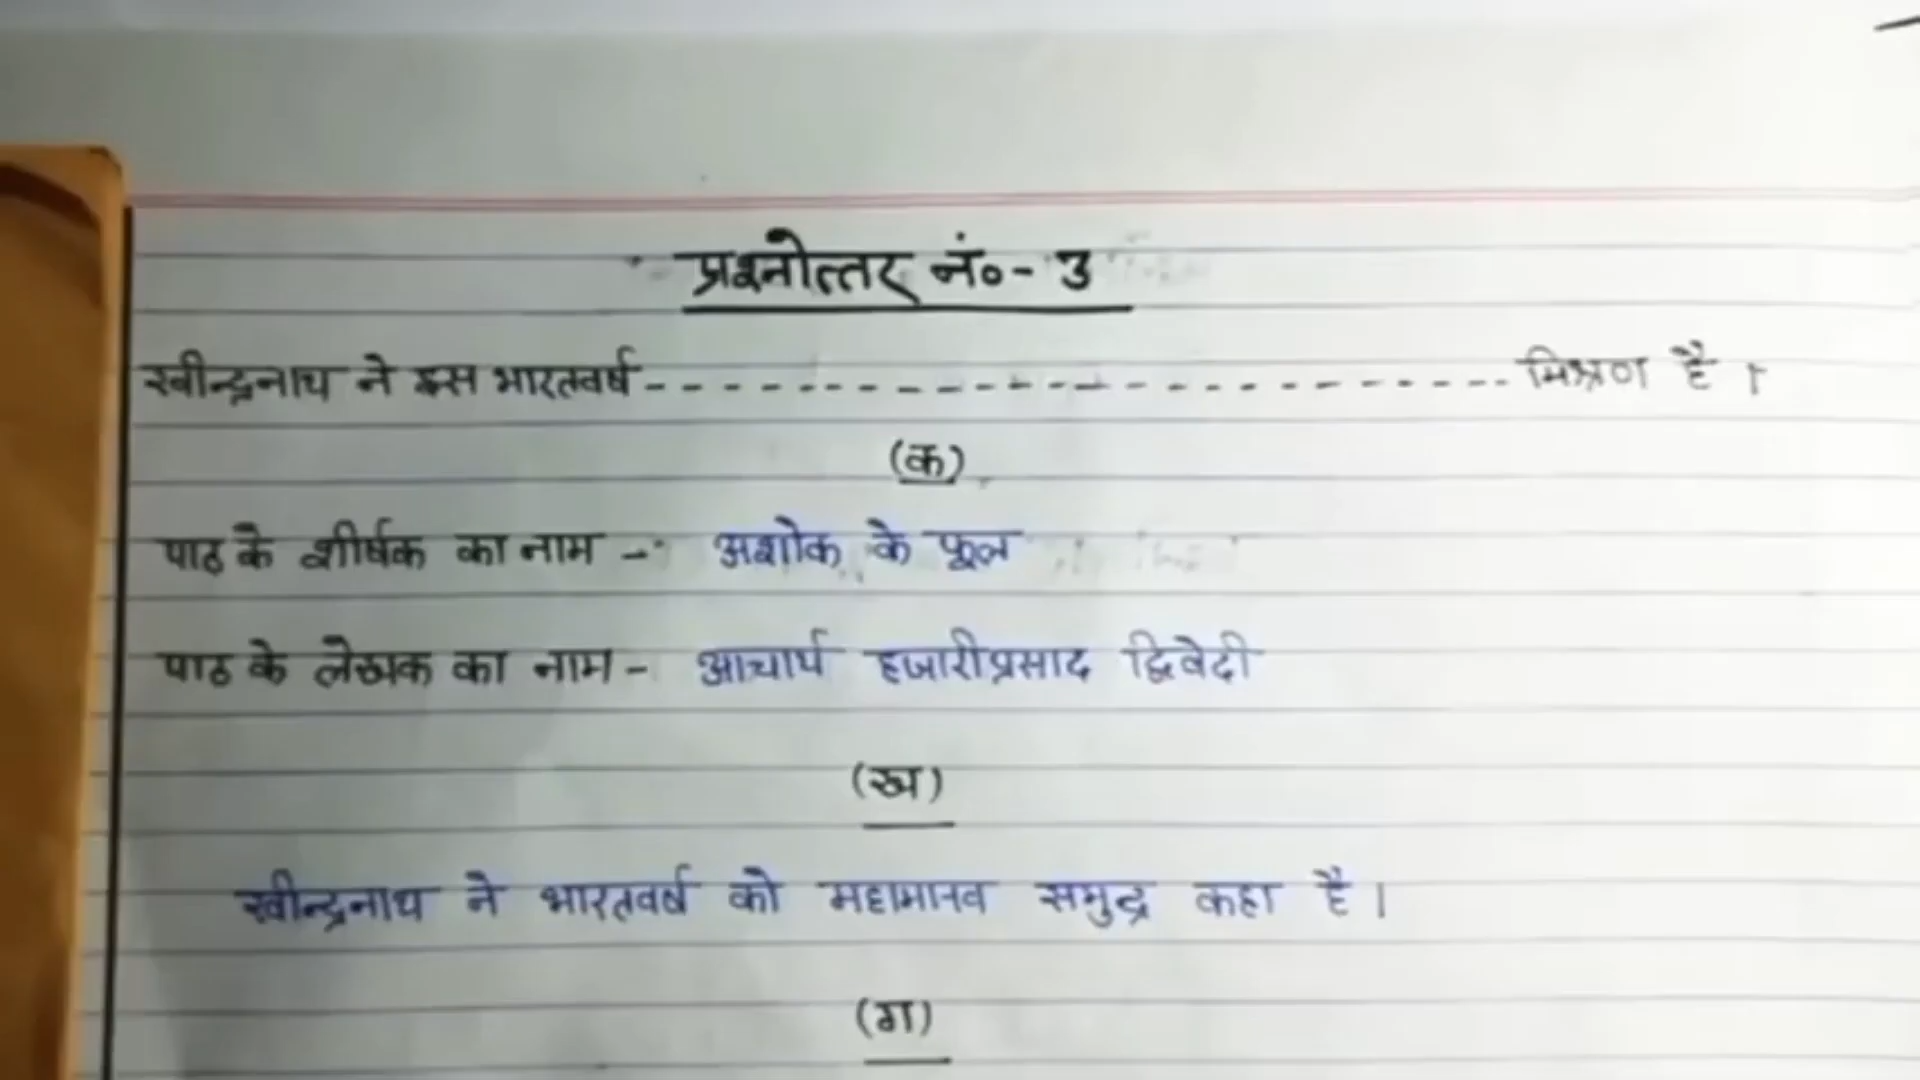 प्रश्नोत्तर नं०- 3
रवीन्द्रनाथ ने इस भारतवर्ष---------------------- मिश्रण है ।
(क)
पाठ के शीर्षक का नाम - अशोक के फूल
पाठ के लेखक का नाम - आचार्य हजारीप्रसाद द्विवेदी
(ख)
रवीन्द्रनाथ ने भारतवर्ष को महामानव समुद्र कहा है ।
(ग)